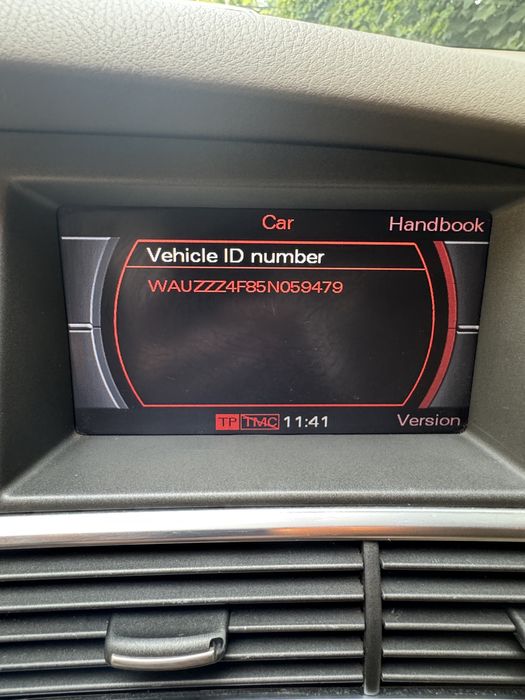 Car
Handbook
Vehicle ID number
WAUZZZ4F85N059479
TP TMC 11:41
Version